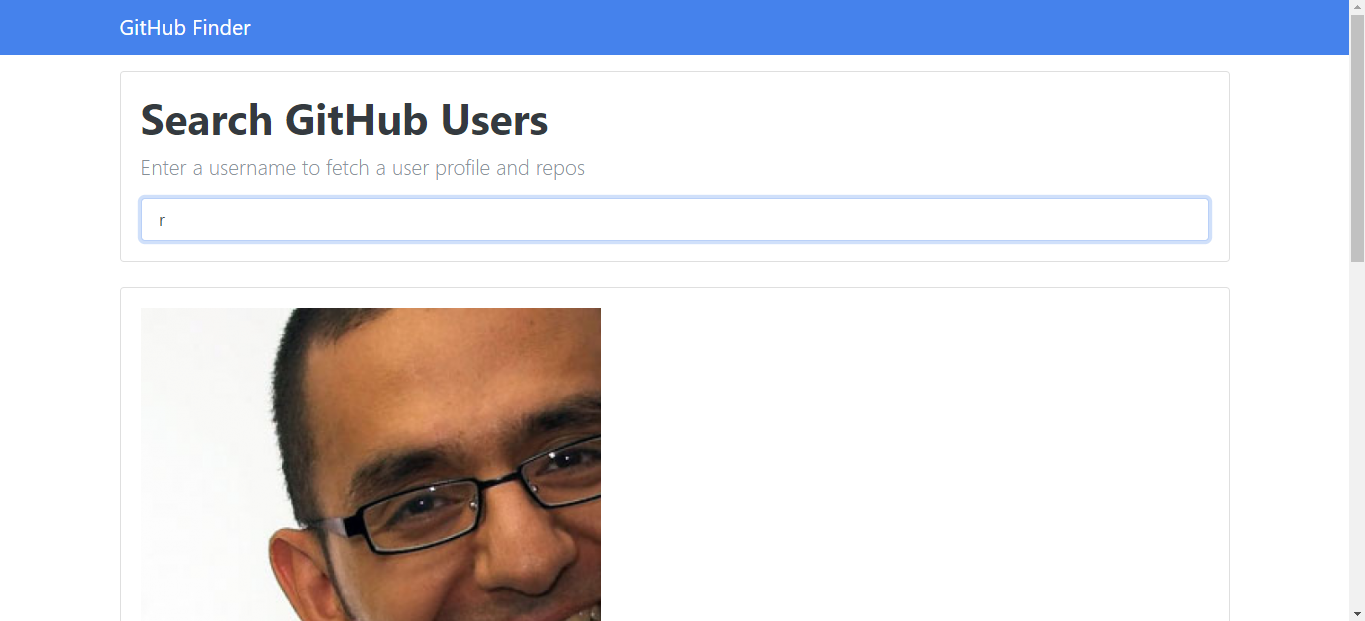 GitHub Finder
Search GitHub Users
Enter a username to fetch a user profile and repos
r